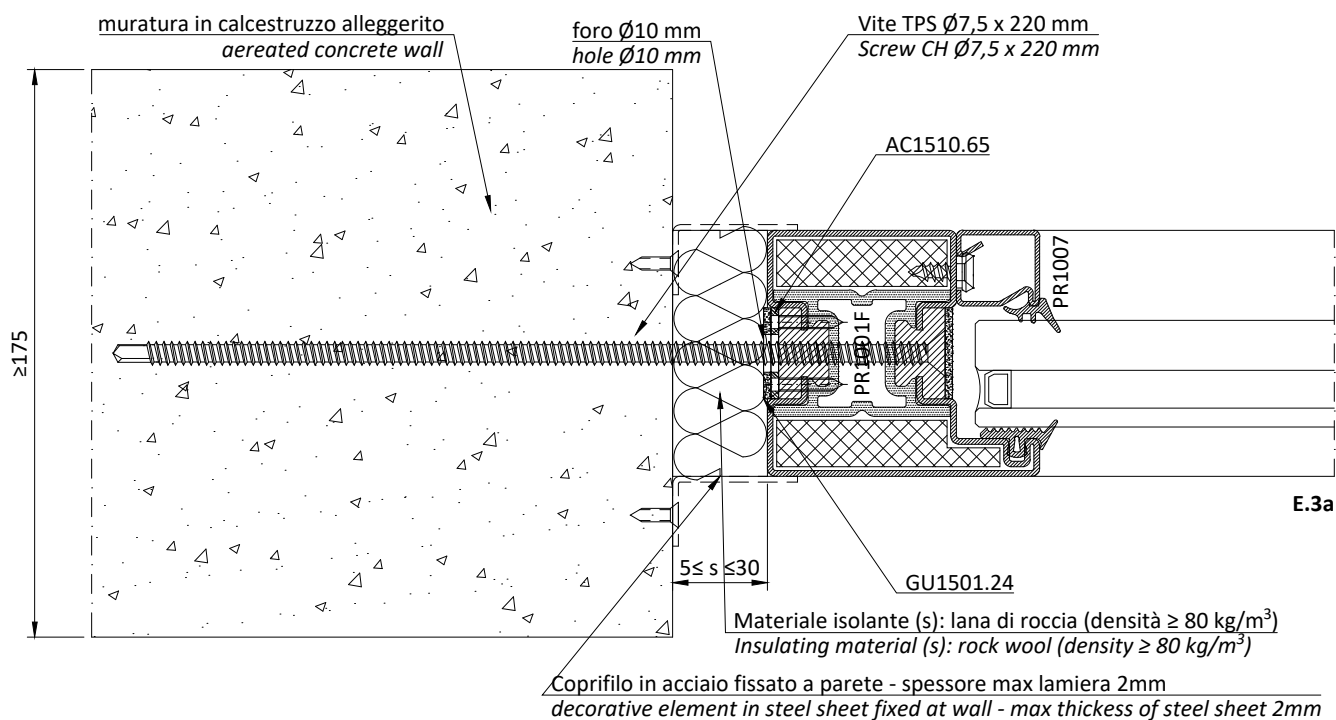 muratura in calcestruzzo alleggerito
aereated concrete wall
foro Ø10 mm
hole Ø10 mm
Vite TPS Ø7,5 x 220 mm
Screw CH Ø7,5 x 220 mm
AC1510.65
PR1007
PR1001F
≥175
E.3a
5≤ s ≤30
GU1501.24
Materiale isolante (s): lana di roccia (densità ≥ 80 kg/m³)
Insulating material (s): rock wool (density ≥ 80 kg/m³)
Coprifilo in acciaio fissato a parete - spessore max lamiera 2mm
decorative element in steel sheet fixed at wall - max thickess of steel sheet 2mm